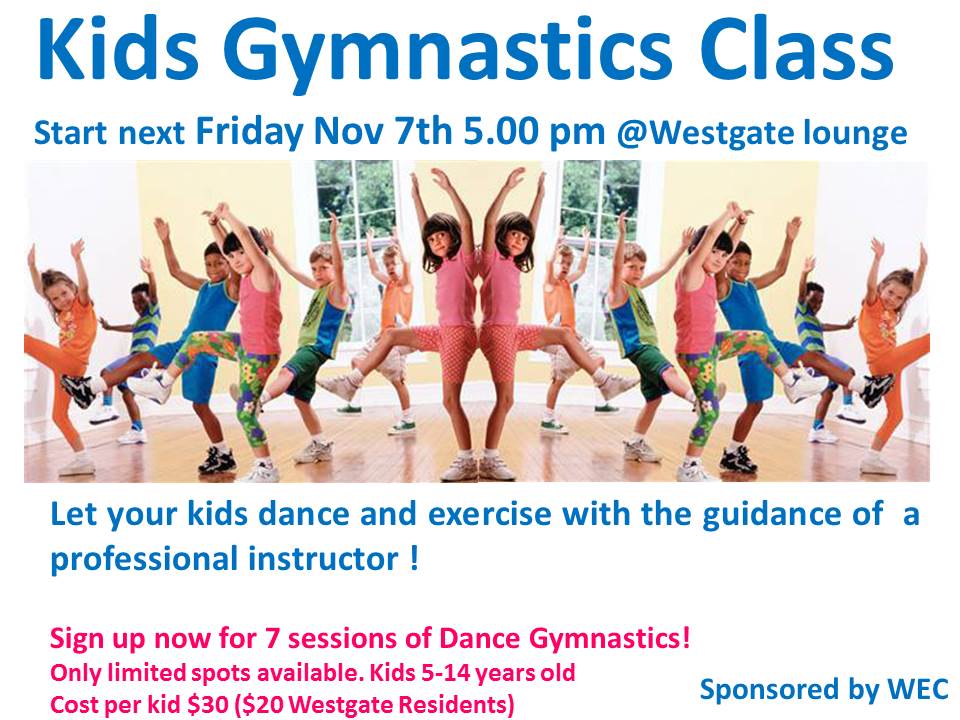 Kids Gymnastics Class
Start next Friday Nov 7th 5.00 pm @Westgate lounge
Let your kids dance and exercise with the guidance of  a
professional instructor !
Sign up now for 7 sessions of Dance Gymnastics!
Only limited spots available. Kids 5-14 years old
Cost per kid $30 ($20 Westgate Residents)
Sponsored by WEC